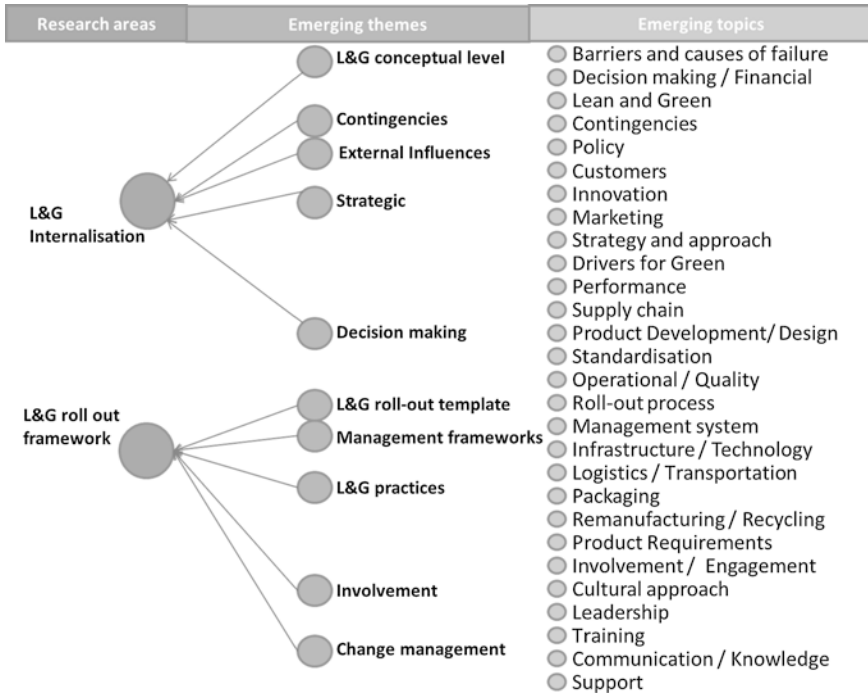 Research areas
Emerging themes
Emerging topics
L&G conceptual level
Contingencies
External Influences
Strategic
L&G
Internalisation
Decision making
L&G roll out
framework
L&G roll-out template
Management frameworks
L&G practices
Involvement
Change management
Barriers and causes of failure
Decision making / Financial
Lean and Green
Contingencies
Policy
Customers
Innovation
Marketing
Strategy and approach
Drivers for Green
Performance
Supply chain
Product Development/ Design
Standardisation
Operational / Quality
Roll-out process
Management system
Infrastructure / Technology
Logistics / Transportation
Packaging
Remanufacturing / Recycling
Product Requirements
Involvement / Engagement
Cultural approach
Leadership
Training
Communication / Knowledge
Support